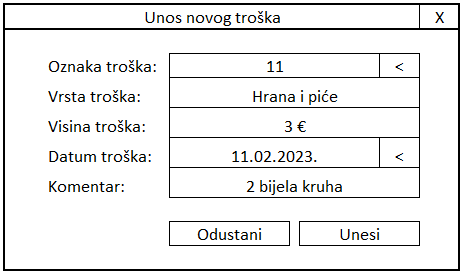 Unos novog troška X
Oznaka troška: 11 <
Vrsta troška: Hrana i piće
Visina troška: 3 €
Datum troška: 11.02.2023. <
Komentar: 2 bijela kruha
Odustani Unesi